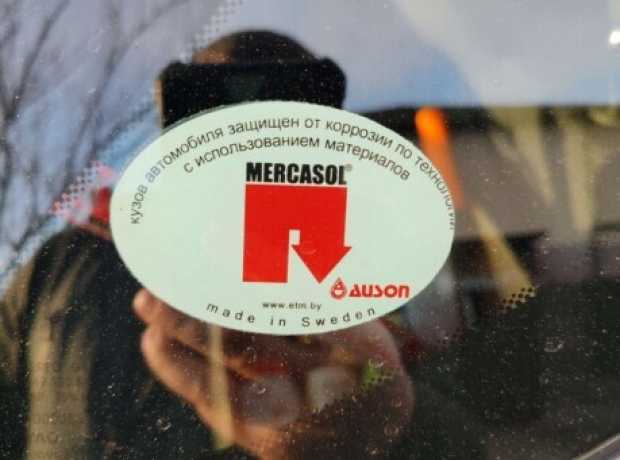 кузов автомобиля защищен от коррозии по технологии
с использованием материалов
MERCASOL®
AUSON
www.etm.by
made in Sweden